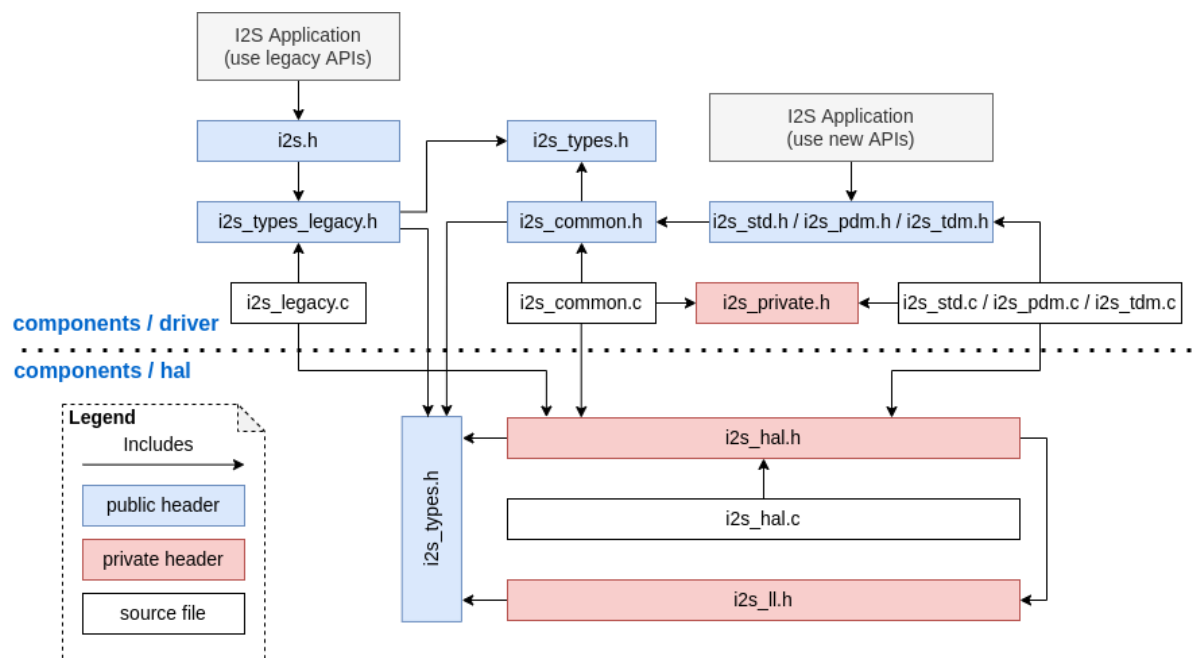 I2S Application
(use legacy APIs)
i2s.h
i2s_types.h
I2S Application
(use new APIs)
i2s_types_legacy.h
i2s_common.h
i2s_std.h / i2s_pdm.h / i2s_tdm.h
i2s_legacy.c
i2s_common.c
i2s_private.h
i2s_std.c / i2s_pdm.c / i2s_tdm.c
components / driver
components / hal
Legend
Includes
public header
private header
source file
i2s_types.h
i2s_hal.h
i2s_hal.c
i2s_ll.h